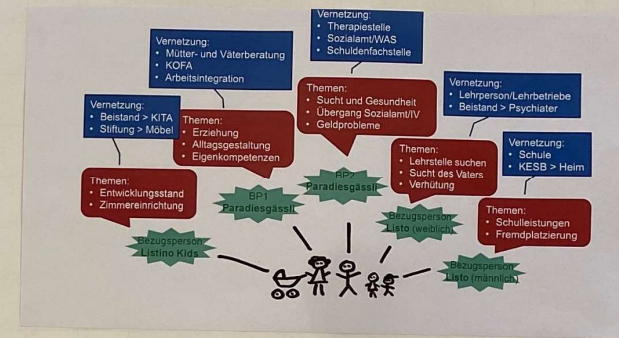 Vernetzung:
• Beistand > KITA
• Stiftung > Möbel
Themen:
• Entwicklungsstand
• Zimmereinrichtung
Bezugsperson
Listino Kids
Vernetzung:
• Mütter- und Väterberatung
• KOFA
• Arbeitsintegration
Themen:
• Erziehung
• Alltagsgestaltung
• Eigenkompetenzen
BP1
Paradiesgässli
Vernetzung:
• Therapiestelle
• Sozialamt/WAS
• Schuldenfachstelle
Themen:
• Sucht und Gesundheit
• Übergang Sozialamt/IV
• Geldprobleme
BP2
Paradiesgässli
Vernetzung:
• Lehrperson/Lehrbetriebe
• Beistand > Psychiater
Themen:
• Lehrstelle suchen
• Sucht des Vaters
• Verhütung
Bezugsperson
Listo (weiblich)
Vernetzung:
• Schule
• KESB > Heim
Themen:
• Schulleistungen
• Fremdplatzierung
Bezugsperson
Listo (männlich)